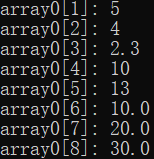 array0[1]: 5
array0[2]: 4
array0[3]: 2.3
array0[4]: 10
array0[5]: 13
array0[6]: 10.0
array0[7]: 20.0
array0[8]: 30.0